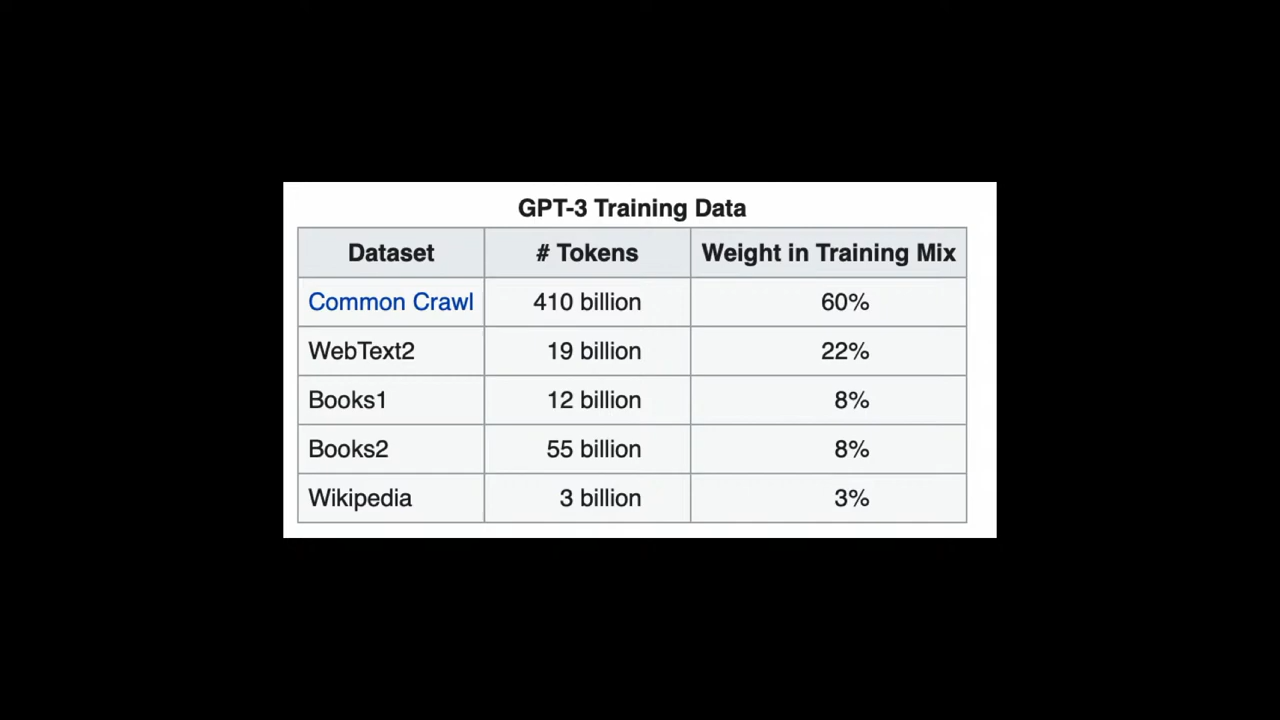 GPT-3 Training Data
Dataset # Tokens Weight in Training Mix
Common Crawl 410 billion 60%
WebText2 19 billion 22%
Books1 12 billion 8%
Books2 55 billion 8%
Wikipedia 3 billion 3%